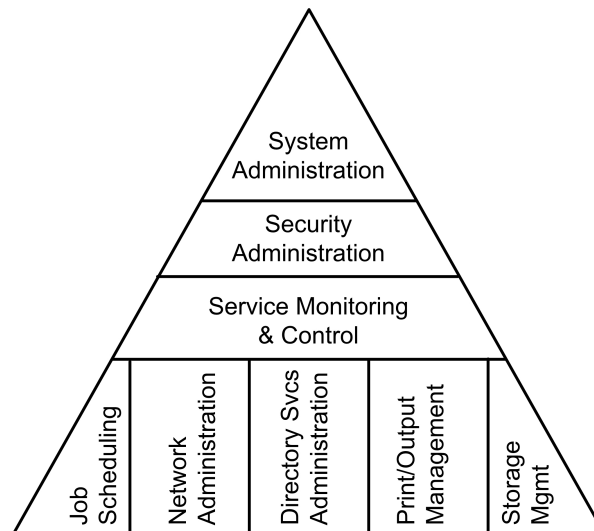 System
Administration
Security
Administration
Service Monitoring
& Control
Job
Scheduling
Network
Administration
Directory Svcs
Administration
Print/Output
Management
Storage
Mgmt